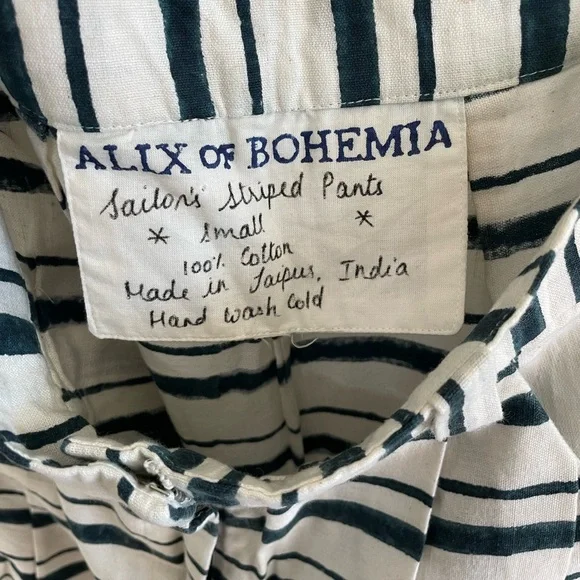 ALIX OF BOHEMIA
Sailor's Striped Pants
* Small *
100% Cotton
Made in Jaipur, India
Hand Wash Cold